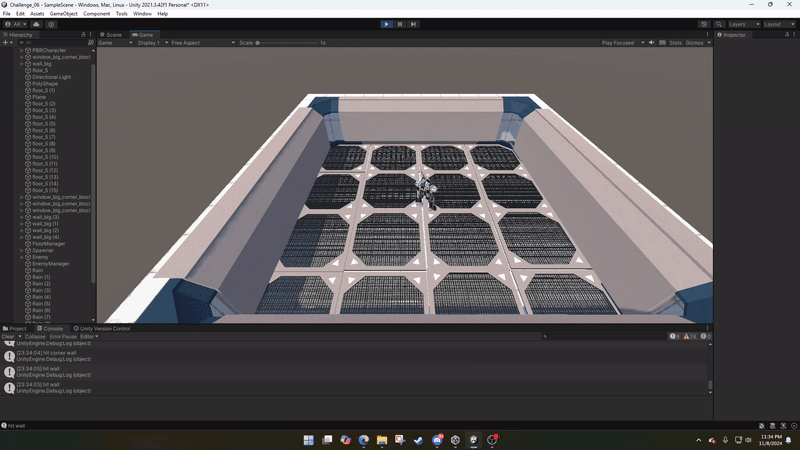 Challenge_06 - SampleScene - Windows, Mac, Linux - Unity 2021.3.42f1 Personal* <DX11>
File Edit Assets GameObject Component Tools Window Help
AR
Layers Layout
Hierarchy Scene Game Inspector
All
Game Display 1 Free Aspect Scale 1x Play Focused Stats Gizmos
PBRCharacter
window_big_corner_block
wall_big
floor_5
Directional Light
PolyShape
floor_5 (1)
Plane
floor_5 (2)
floor_5 (3)
floor_5 (4)
floor_5 (5)
floor_5 (6)
floor_5 (7)
floor_5 (8)
floor_5 (9)
floor_5 (10)
floor_5 (11)
floor_5 (12)
floor_5 (13)
floor_5 (14)
floor_5 (15)
window_big_corner_block
window_big_corner_block
window_big_corner_block
wall_big (3)
wall_big (1)
wall_big (2)
wall_big (4)
FloorManager
Spawner
Enemy
EnemyManager
Rain
Rain (1)
Rain (2)
Rain (3)
Rain (4)
Rain (5)
Rain (6)
Rain (7)
Project Console Unity Version Control
Clear Collapse Error Pause Editor
UnityEngine.Debug:Log (object)
[23:34:04] hit corner wall
UnityEngine.Debug:Log (object)
[23:34:05] hit wall
UnityEngine.Debug:Log (object)
[23:34:05] hit wall
UnityEngine.Debug:Log (object)
hit wall
11:34 PM
11/8/2024